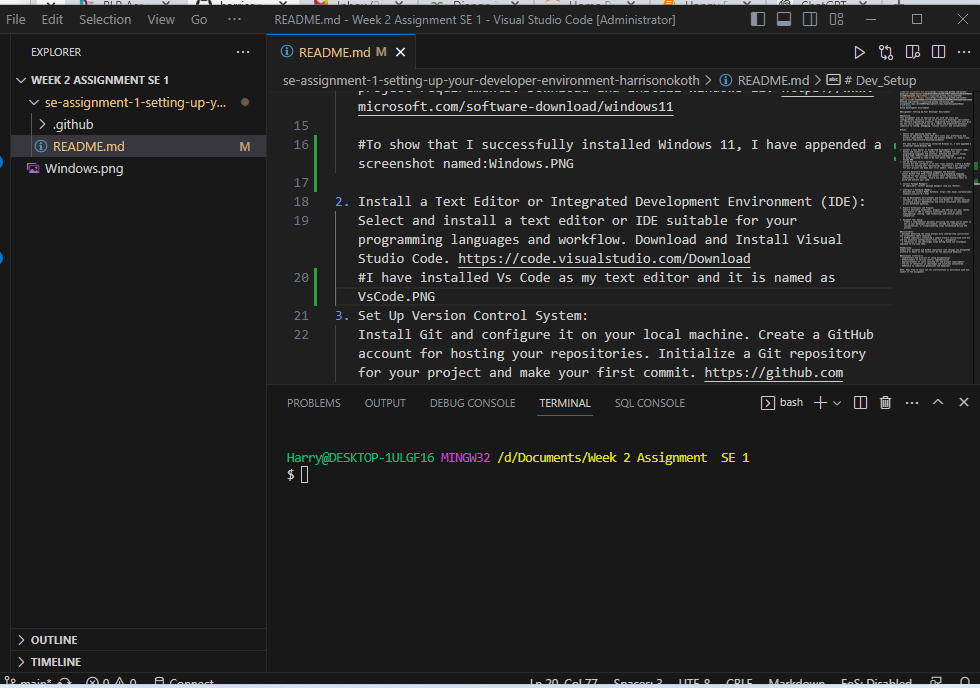 File Edit Selection View Go ··· README.md - Week 2 Assignment SE 1 - Visual Studio Code [Administrator]
EXPLORER ···
WEEK 2 ASSIGNMENT SE 1
se-assignment-1-setting-up-y...
.github
README.md M
Windows.png
OUTLINE
TIMELINE
README.md M
se-assignment-1-setting-up-your-developer-environment-harrisonokoth > README.md > # Dev_Setup
microsoft.com/software-download/windows11
15
16 #To show that I successfully installed Windows 11, I have appended a
screenshot named:Windows.PNG
17
18 2. Install a Text Editor or Integrated Development Environment (IDE):
19 Select and install a text editor or IDE suitable for your
programming languages and workflow. Download and Install Visual
Studio Code. https://code.visualstudio.com/Download
20 #I have installed Vs Code as my text editor and it is named as
VsCode.PNG
21 3. Set Up Version Control System:
22 Install Git and configure it on your local machine. Create a GitHub
account for hosting your repositories. Initialize a Git repository
for your project and make your first commit. https://github.com
PROBLEMS OUTPUT DEBUG CONSOLE TERMINAL SQL CONSOLE bash
Harry@DESKTOP-1ULGF16 MINGW32 /d/Documents/Week 2 Assignment  SE 1
$
main* 0 0 Connect Ln 20, Col 77 Spaces: 3 UTF-8 CRLF Markdown EoS: Disabled